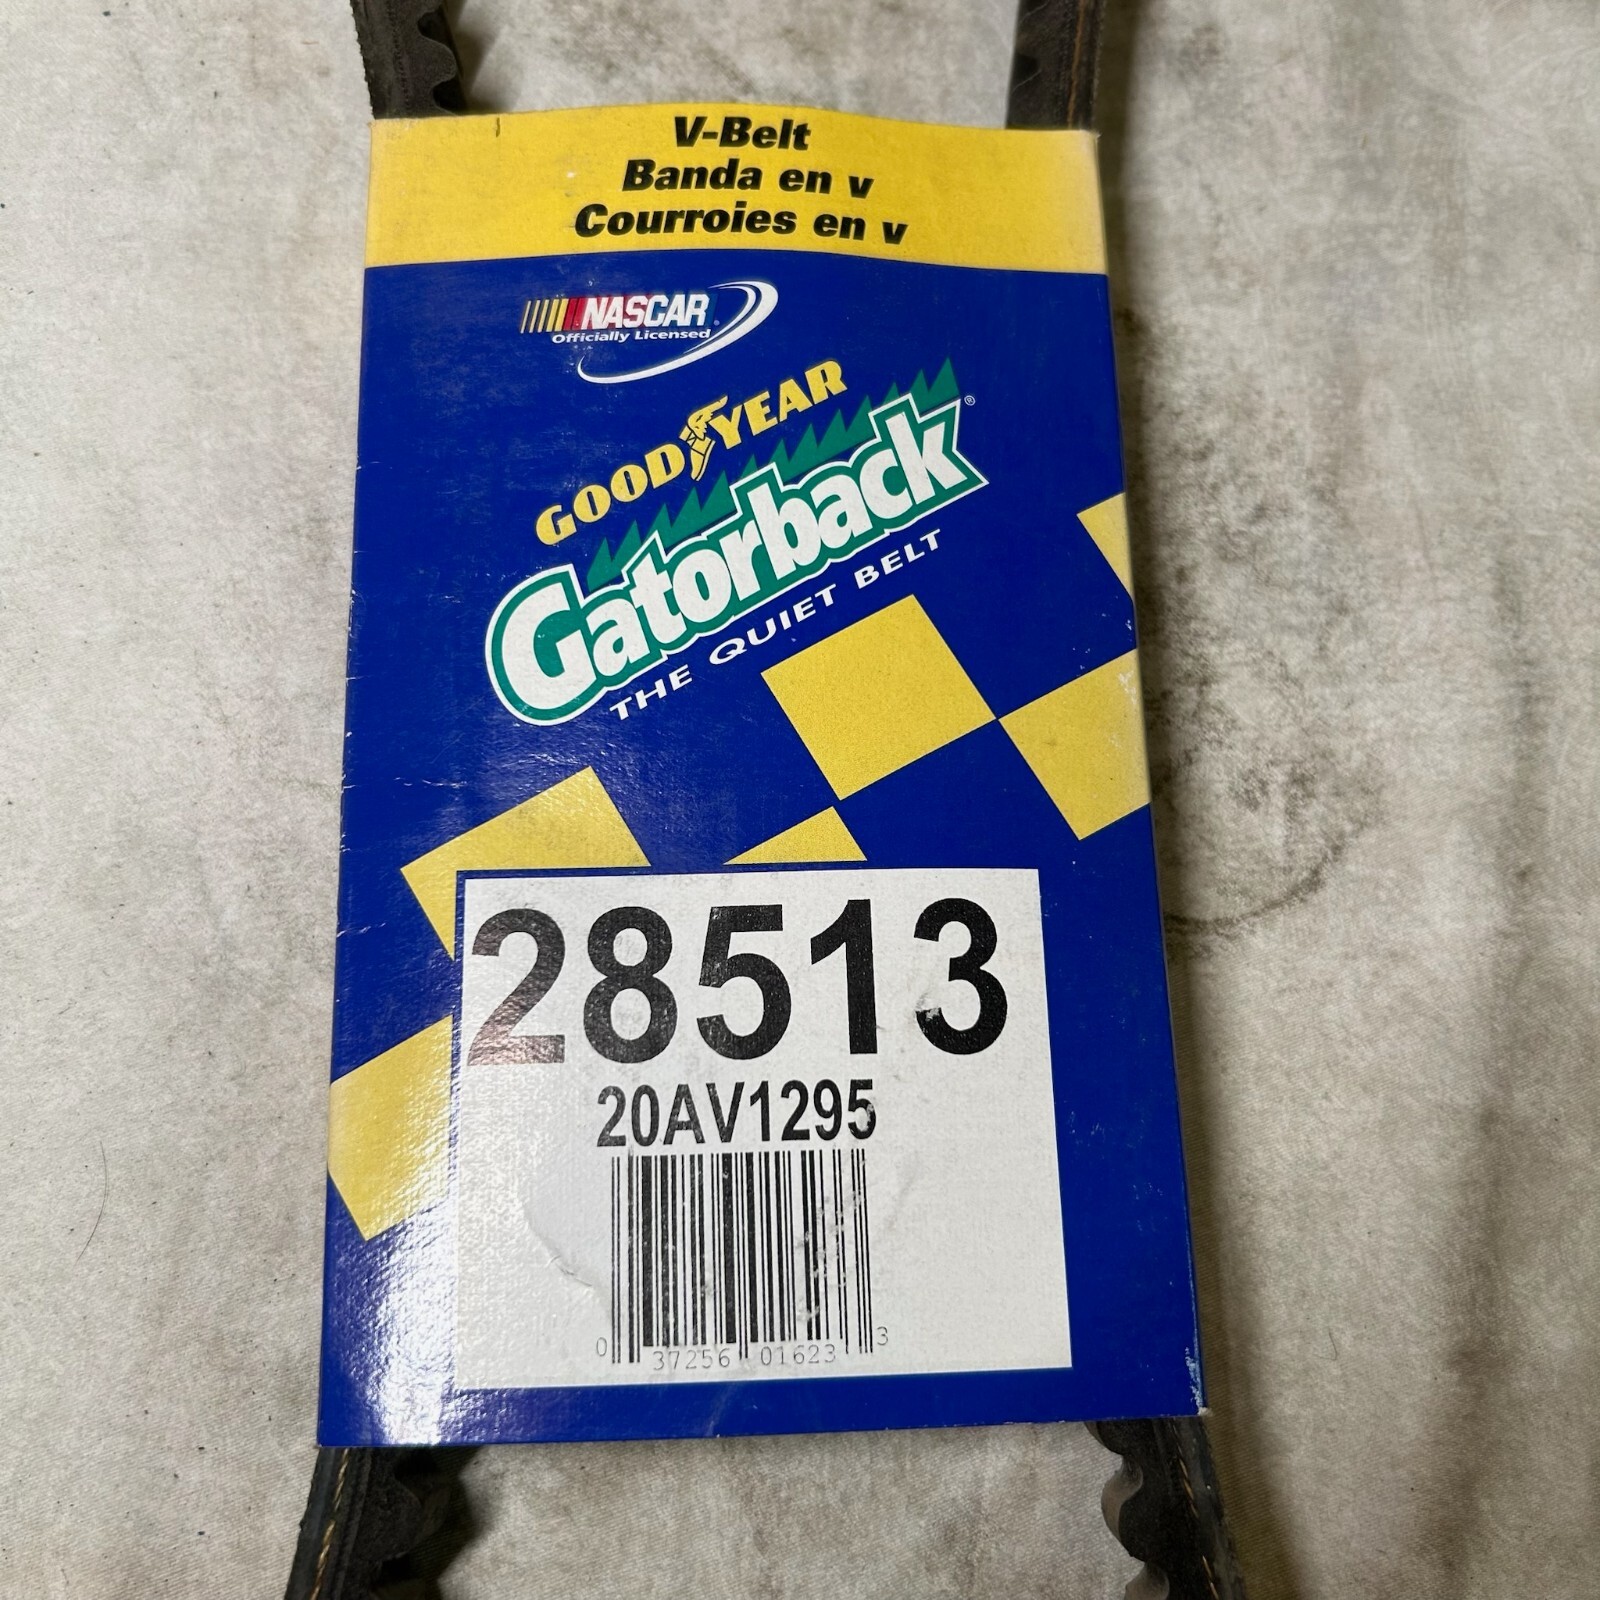 V-Belt
Banda en v
Courroies en v
NASCAR®
Officially Licensed
GOODYEAR
Gatorback®
THE QUIET BELT
28513
20AV1295
0 37256 01623 3